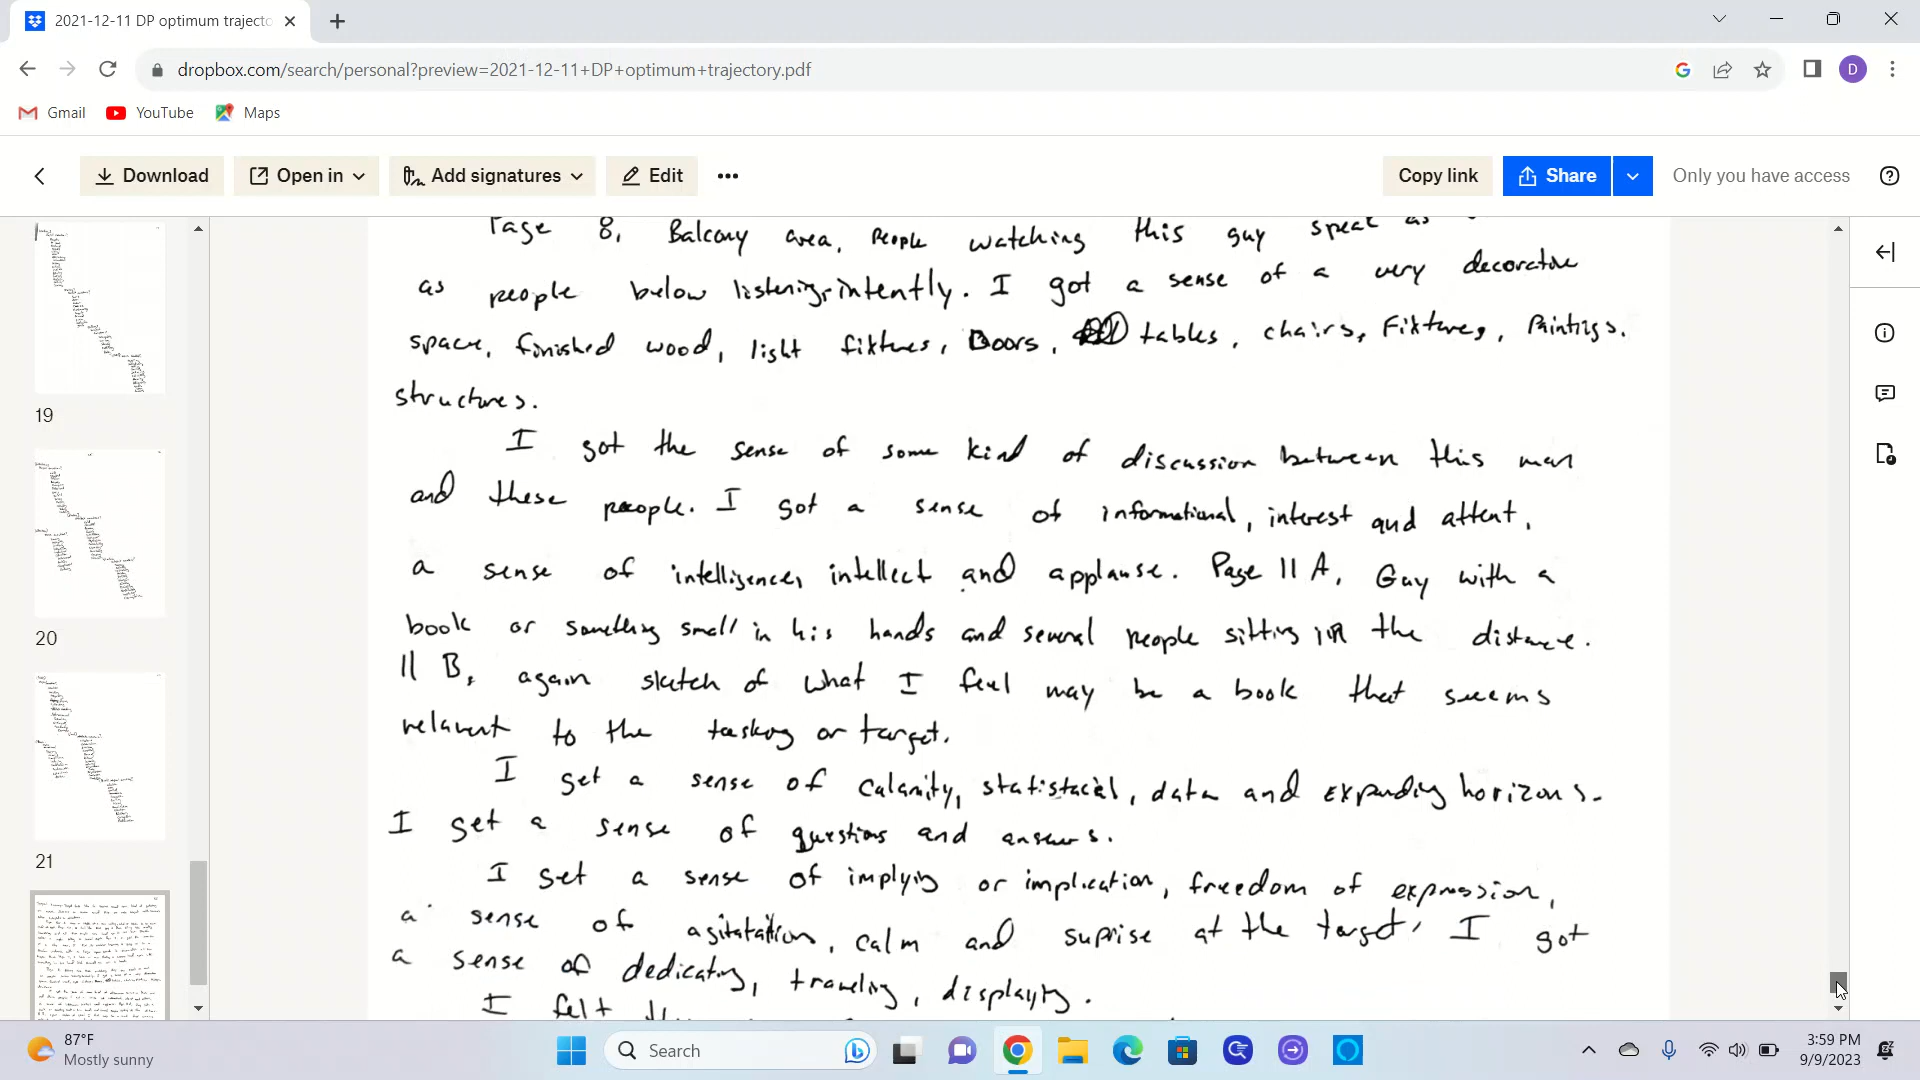 2021-12-11 DP optimum trajecto
dropbox.com/search/personal?preview=2021-12-11+DP+optimum+trajectory.pdf
D
Gmail YouTube Maps
Download Open in Add signatures Edit Copy link Share Only you have access
Page 8, Balcony area, People watching this guy speak as
as people below listening, intently. I got a sense of a very decorative
space, finished wood, light fixtures, Doors, tables, chairs, Fixtures, Paintings.
structures.
I got the sense of some kind of discussion between this man
and these people. I got a sense of informational, interest and attent,
a sense of intelligence, intellect and applause. Page 11 A, Guy with a
book or something small in his hands and several people sitting in the distance.
11 B, again sketch of what I feel may be a book that seems
relavent to the tasking or target.
I get a sense of calamity, statistacial, data and expanding horizons.
I get a sense of questions and answers.
I get a sense of implying or implication, freedom of expression,
a sense of agitatation, calm and suprise at the target, I got
a sense of dedicating, traveling, displaying.
I felt
19
20
21
87°F
Mostly sunny
Search
3:59 PM
9/9/2023